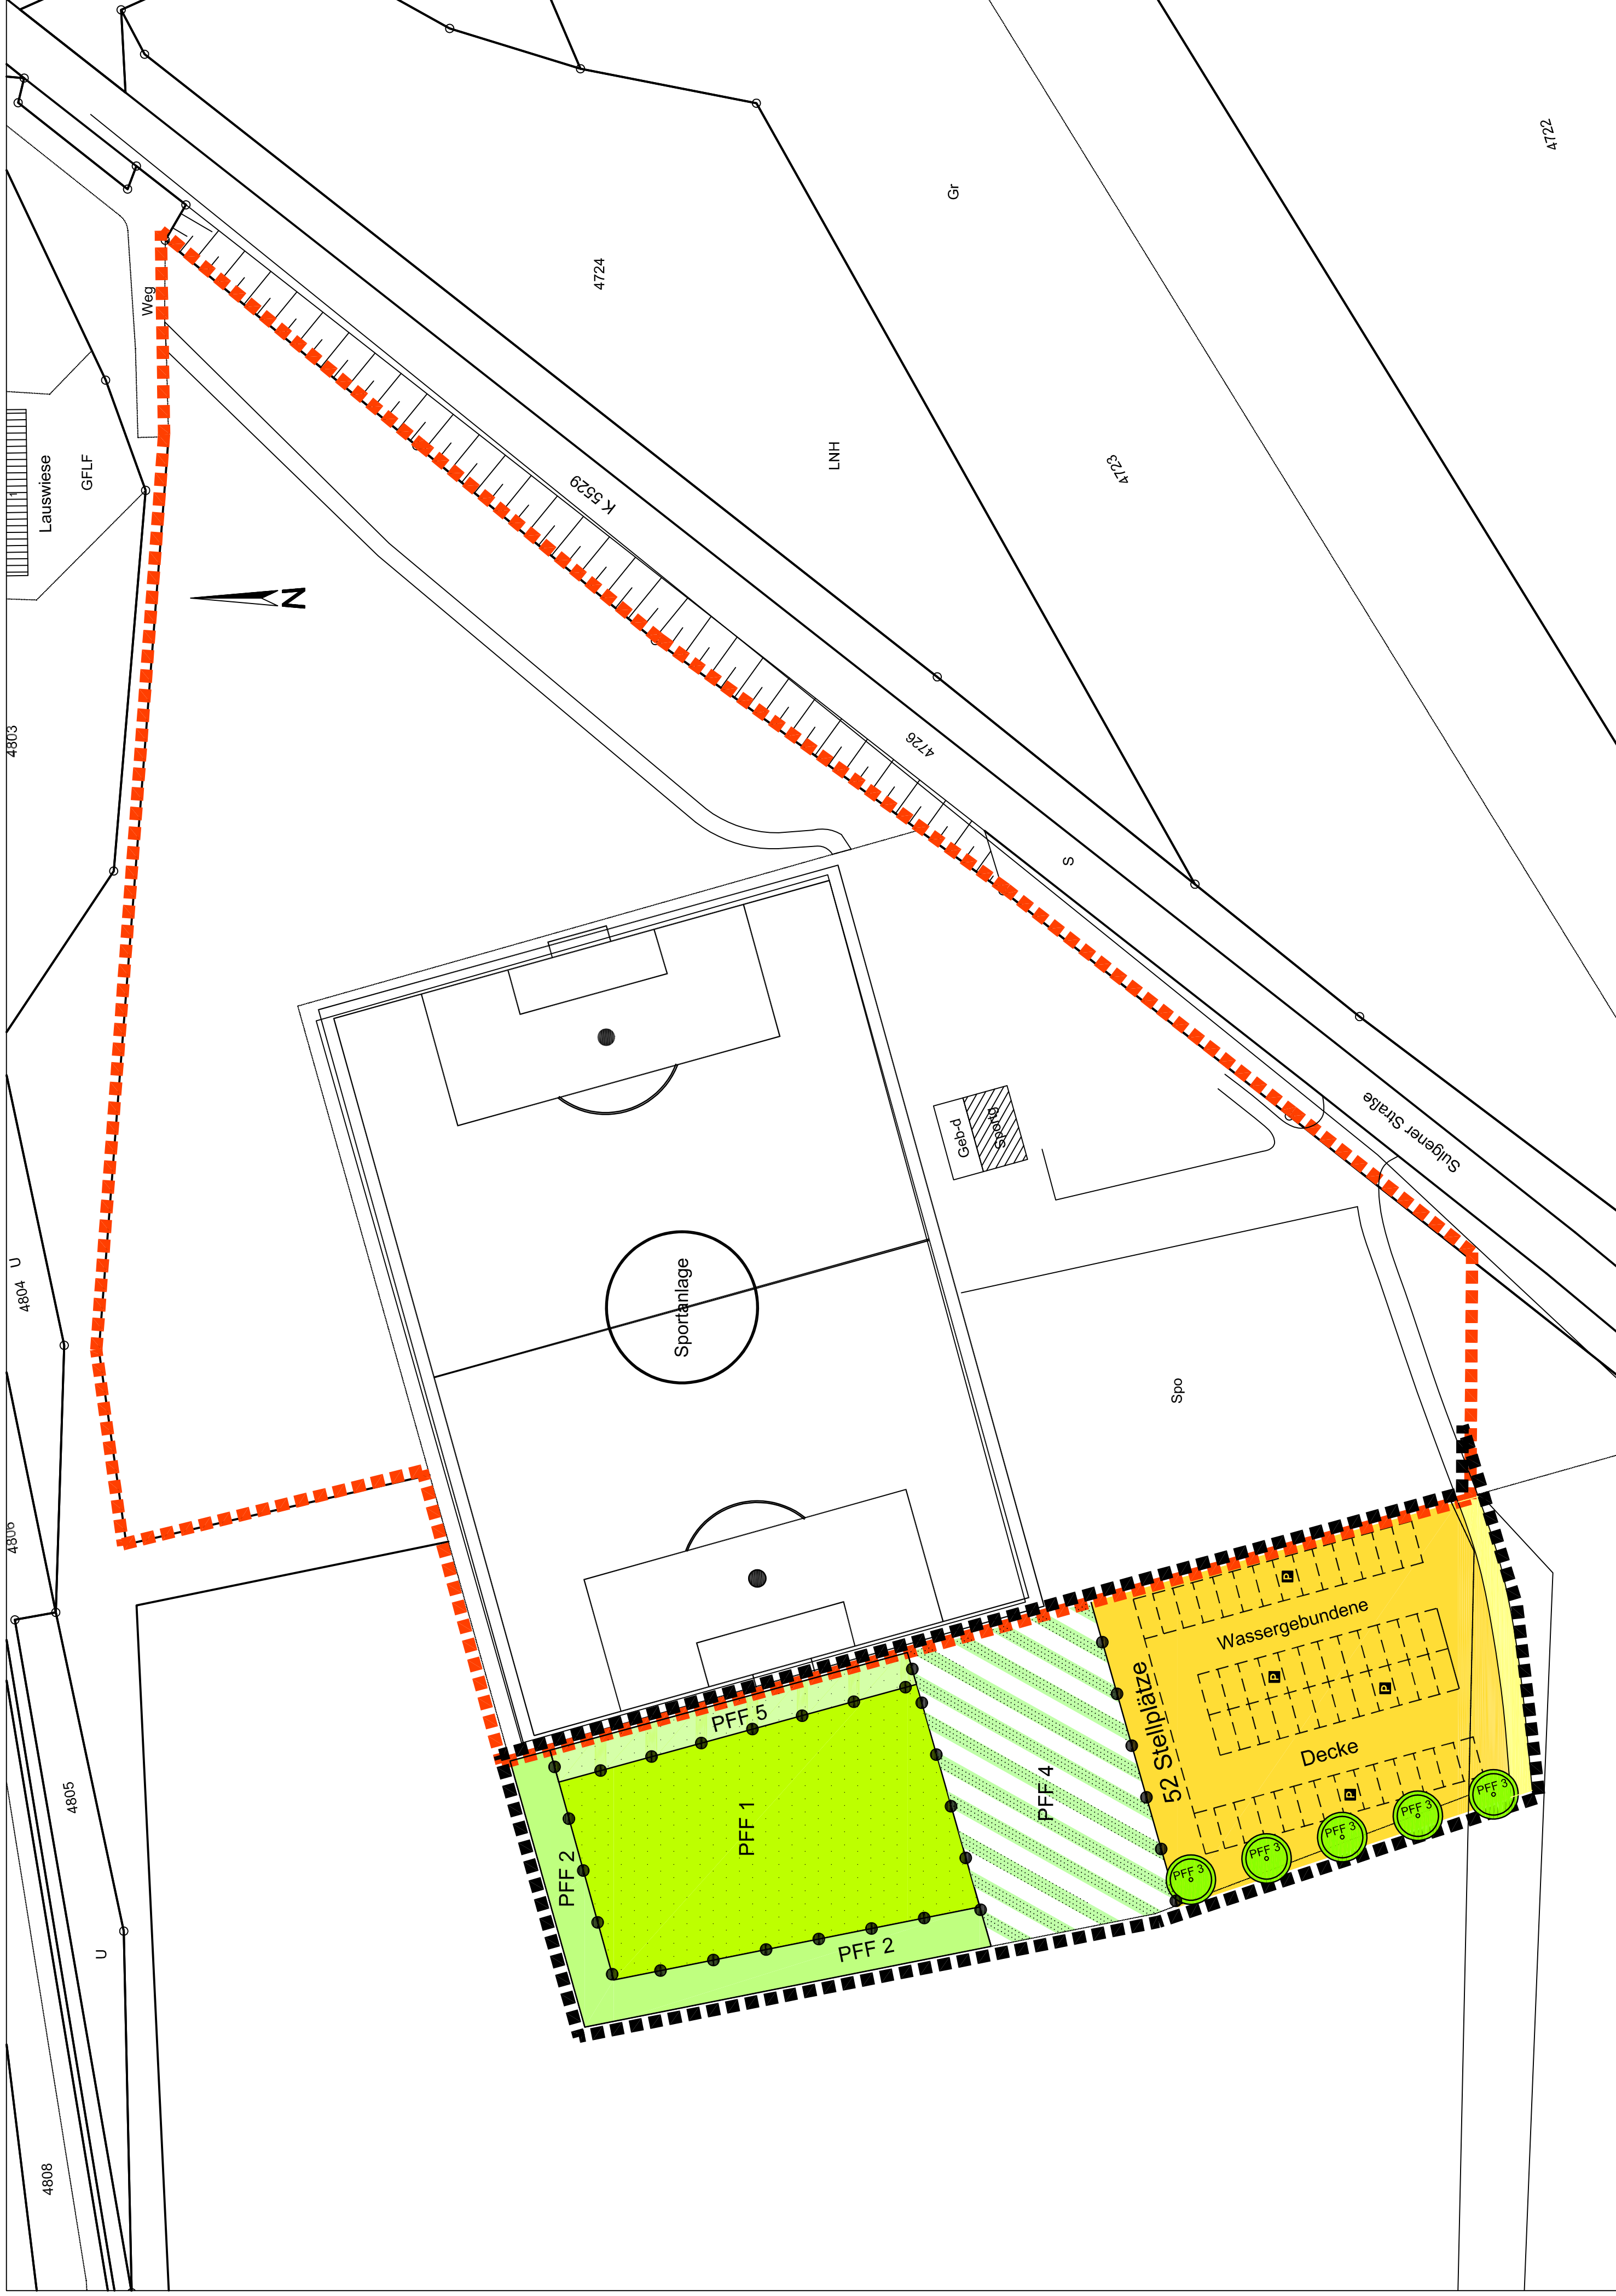 Weg
Lauswiese
1
GFLF
4803
N
4724
Gr
4722
LNH
4723
K 5529
4726
S
Sulgener Straße
U
4804
4806
4805
U
4808
Sportanlage
Geb-d
Sportg
Spo
PFF 5
PFF 1
PFF 2
PFF 2
PFF 4
52 Stellplätze
Wassergebundene
Decke
P
P
P
P
PFF 3
PFF 3
PFF 3
PFF 3
PFF 3